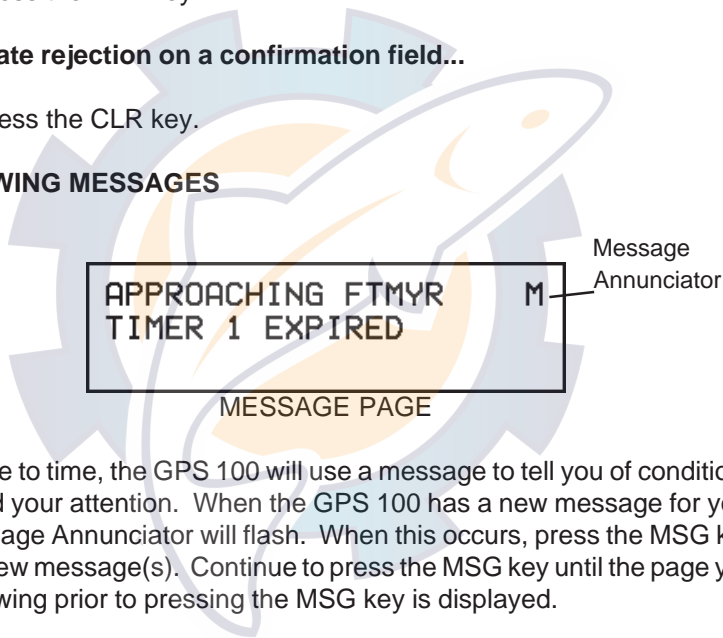 ate rejection on a confirmation field...
ess the CLR key.
WING MESSAGES
Message
Annunciator
APPROACHING FTMYR M
TIMER 1 EXPIRED
MESSAGE PAGE
e to time, the GPS 100 will use a message to tell you of conditio
d your attention. When the GPS 100 has a new message for y
age Annunciator will flash. When this occurs, press the MSG k
ew message(s). Continue to press the MSG key until the page y
wing prior to pressing the MSG key is displayed.